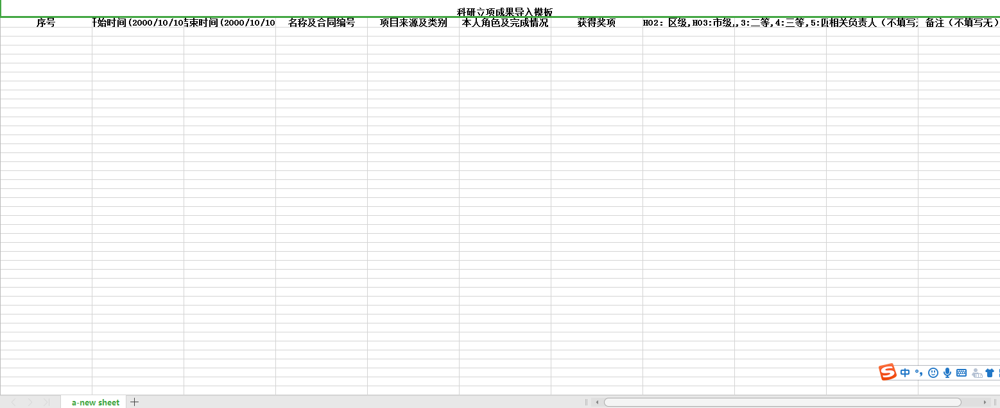 科研立项成果导入模板
序号 开始时间(2000/10/10 结束时间(2000/10/10 名称及合同编号 项目来源及类别 本人角色及完成情况 获得奖项 H02: 区级,H03:市级, ,3:二等,4:三等,5:四 相关负责人（不填写无 备注（不填写无）
中
a-new sheet